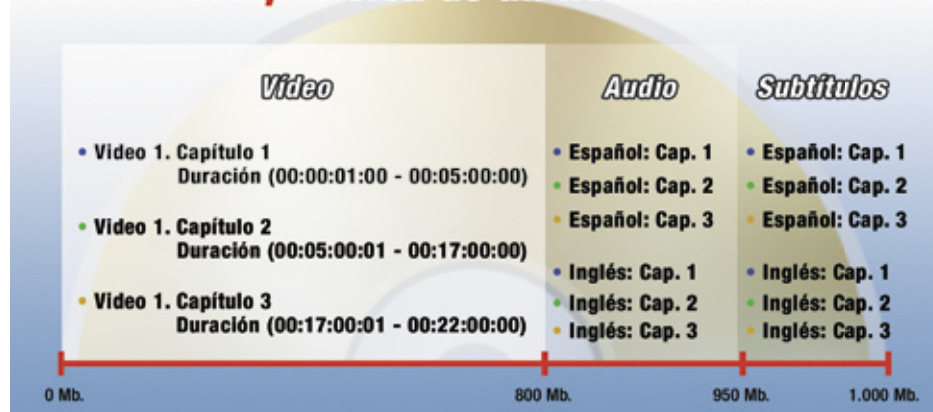 Vídeo
Audio
Subtítulos
• Video 1. Capítulo 1
Duración (00:00:01:00 - 00:05:00:00)
• Video 1. Capítulo 2
Duración (00:05:00:01 - 00:17:00:00)
• Video 1. Capítulo 3
Duración (00:17:00:01 - 00:22:00:00)
• Español: Cap. 1
• Español: Cap. 2
• Español: Cap. 3
• Inglés: Cap. 1
• Inglés: Cap. 2
• Inglés: Cap. 3
• Español: Cap. 1
• Español: Cap. 2
• Español: Cap. 3
• Inglés: Cap. 1
• Inglés: Cap. 2
• Inglés: Cap. 3
0 Mb.
800 Mb.
950 Mb.
1.000 Mb.